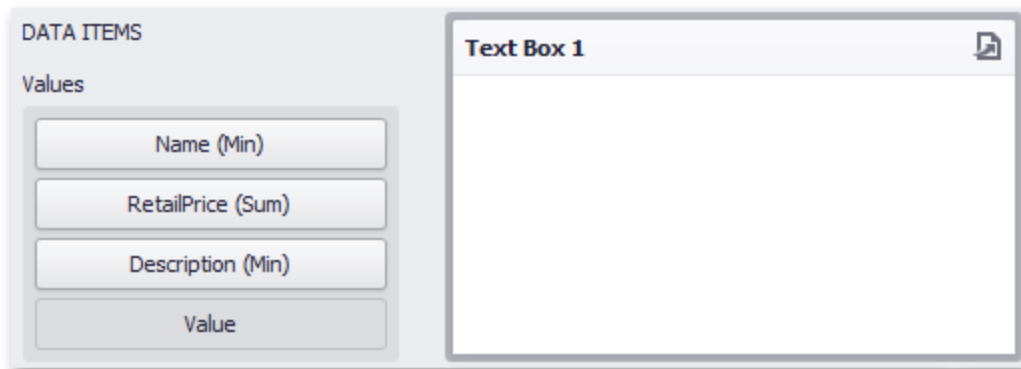 DATA ITEMS
Values
Name (Min)
RetailPrice (Sum)
Description (Min)
Value
Text Box 1